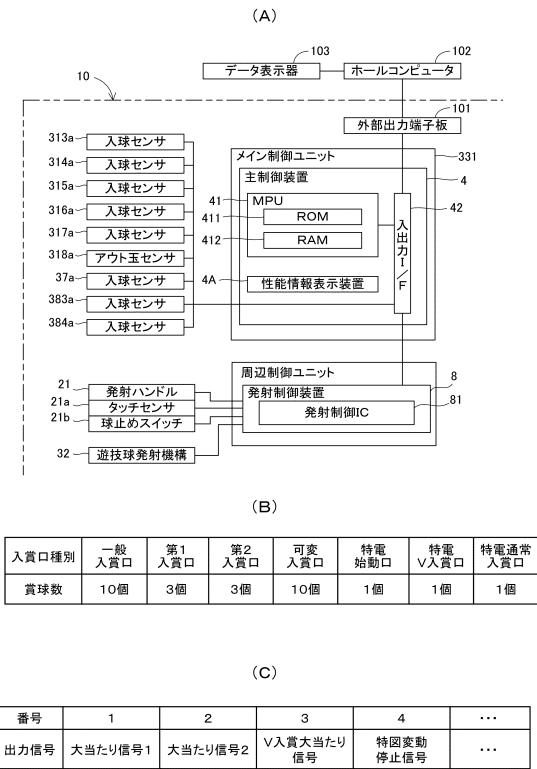 (A)
103
102
データ表示器
ホールコンピュータ
10
101
外部出力端子板
313a
入球センサ
314a
入球センサ
315a
入球センサ
316a
入球センサ
317a
入球センサ
318a
アウト玉センサ
37a
入球センサ
383a
入球センサ
384a
入球センサ
メイン制御ユニット
331
主制御装置
4
41
MPU
42
411
ROM
412
RAM
入出力I/F
4A
性能情報表示装置
周辺制御ユニット
8
発射制御装置
81
発射制御IC
21
発射ハンドル
21a
タッチセンサ
21b
球止めスイッチ
32
遊技球発射機構
(B)
入賞口種別 一般入賞口 第1入賞口 第2入賞口 可変入賞口 特電始動口 特電V入賞口 特電通常入賞口
賞球数 10個 3個 3個 10個 1個 1個 1個
(C)
番号 1 2 3 4 ・・・
出力信号 大当たり信号1 大当たり信号2 V入賞大当たり信号 特図変動停止信号 ・・・